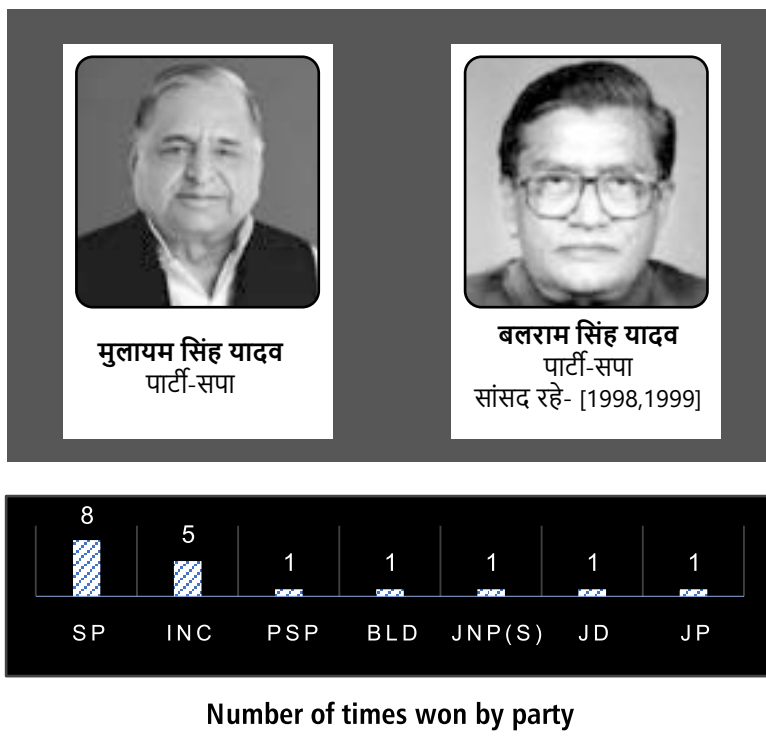 मुलायम सिंह यादव
पार्टी-सपा
बलराम सिंह यादव
पार्टी-सपा
सांसद रहे- [1998,1999]
8 5 1 1 1 1 1
SP INC PSP BLD JNP(S) JD JP
Number of times won by party